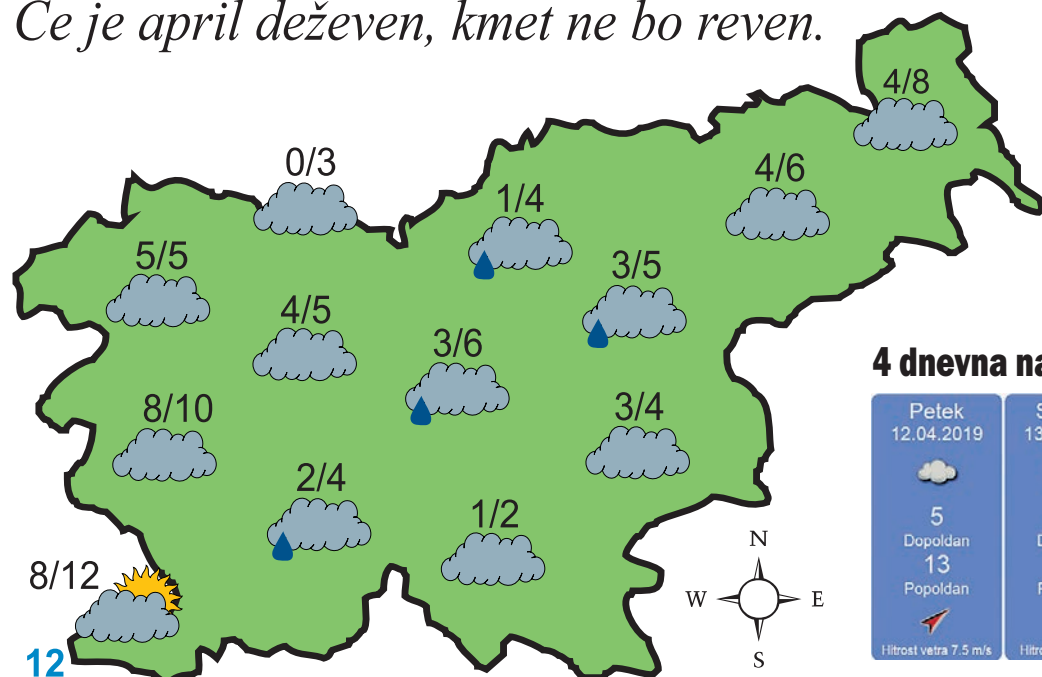 Če je april deževen, kmet ne bo reven.
4/8
0/3
4/6
1/4
5/5
3/5
4/5
3/6
8/10
3/4
2/4
1/2
8/12
12
N
W
E
S
4 dnevna
Petek
12.04.2019
5
Dopoldan
13
Popoldan
Hitrost vetra 7.5 m/s